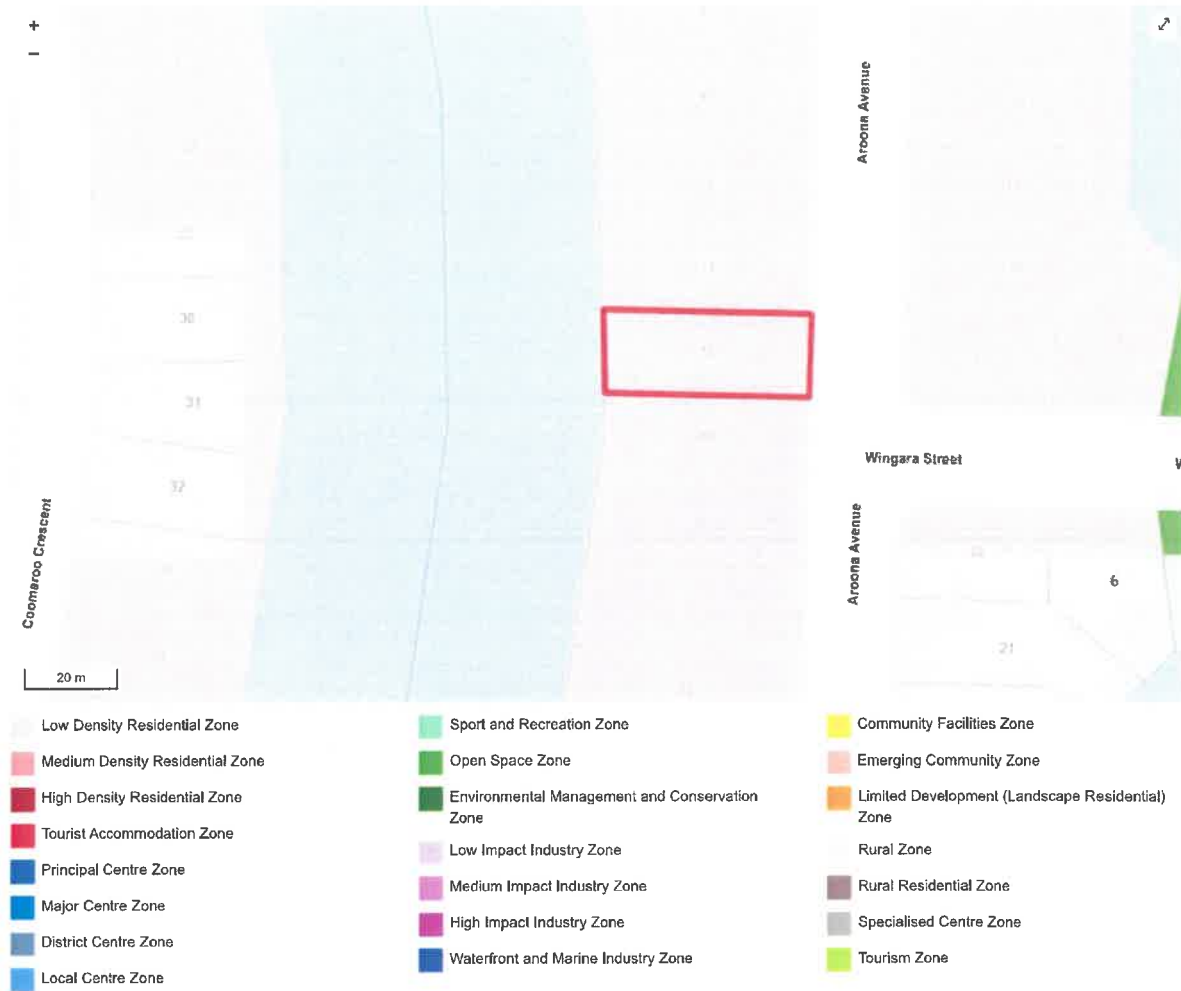 +
−
Aroona Avenue
30
31
32
Wingara Street
W
Coomaroo Crescent
Aroona Avenue
6
21
20 m
Low Density Residential Zone
Medium Density Residential Zone
High Density Residential Zone
Tourist Accommodation Zone
Principal Centre Zone
Major Centre Zone
District Centre Zone
Local Centre Zone
Sport and Recreation Zone
Open Space Zone
Environmental Management and Conservation
Zone
Low Impact Industry Zone
Medium Impact Industry Zone
High Impact Industry Zone
Waterfront and Marine Industry Zone
Community Facilities Zone
Emerging Community Zone
Limited Development (Landscape Residential)
Zone
Rural Zone
Rural Residential Zone
Specialised Centre Zone
Tourism Zone